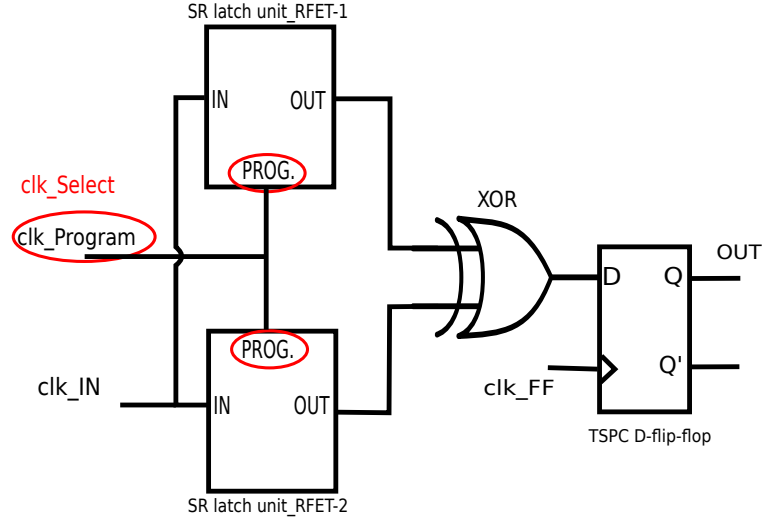 SR latch unit_RFET-1
IN
OUT
PROG.
clk_Select
clk_Program
XOR
OUT
D
Q
Q'
clk_FF
TSPC D-flip-flop
PROG.
clk_IN
IN
OUT
SR latch unit_RFET-2